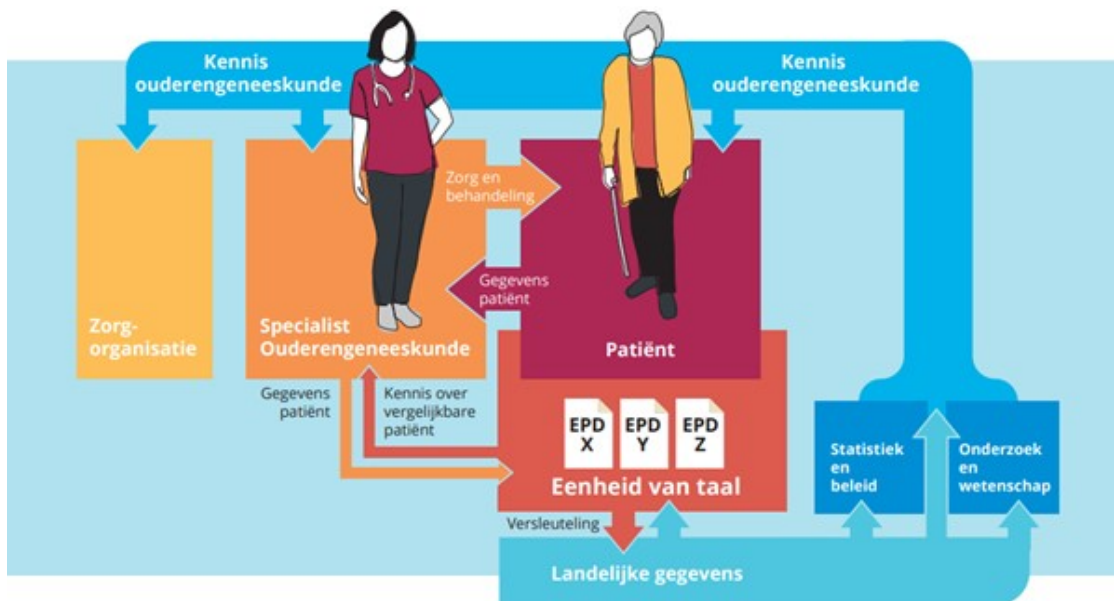 Kennis
ouderengeneeskunde
Kennis
ouderengeneeskunde
Zorg en
behandeling
Gegevens
patiënt
Zorg-
organisatie
Specialist
Ouderengeneeskunde
Patiënt
Gegevens
patiënt
Kennis over
vergelijkbare
patiënt
EPD
X
EPD
Y
EPD
Z
Eenheid van taal
Statistiek
en
beleid
Onderzoek
en
wetenschap
Versleuteling
Landelijke gegevens